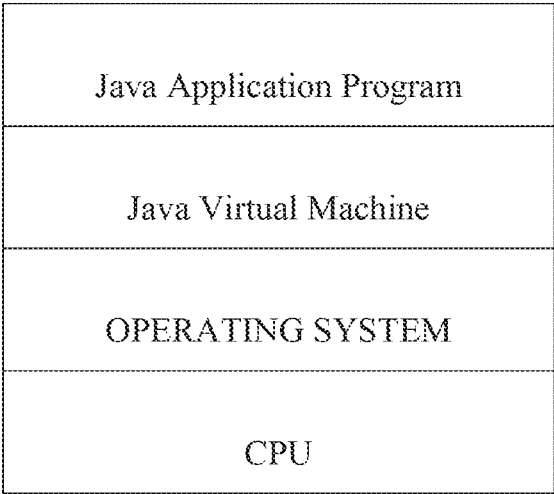 Java Application Program
Java Virtual Machine
OPERATING SYSTEM
CPU